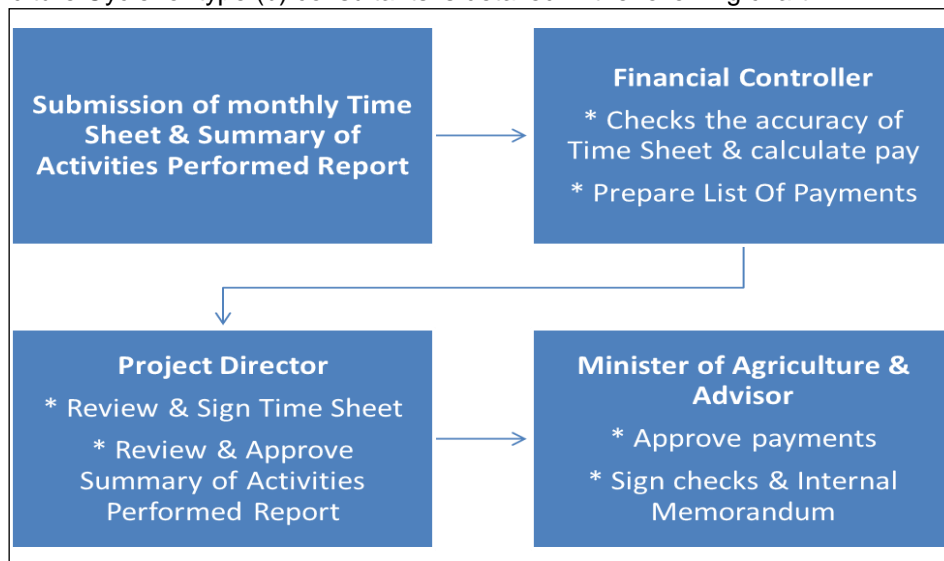 Submission of monthly Time
Sheet & Summary of
Activities Performed Report
Financial Controller
* Checks the accuracy of
Time Sheet & calculate pay
* Prepare List Of Payments
Project Director
* Review & Sign Time Sheet
* Review & Approve
Summary of Activities
Performed Report
Minister of Agriculture &
Advisor
* Approve payments
* Sign checks & Internal
Memorandum